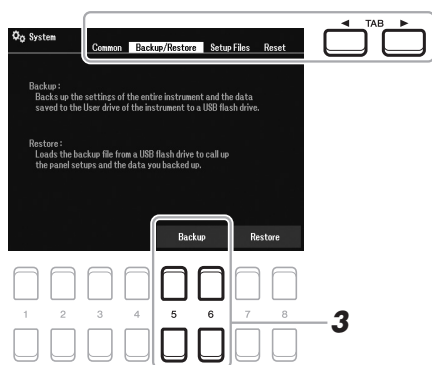 ◀ TAB ▶
System
Common Backup/Restore Setup Files Reset
Backup :
Backs up the settings of the entire instrument and the data
saved to the User drive of the instrument to a USB flash drive.
Restore :
Loads the backup file from a USB flash drive to call up
the panel setups and the data you backed up.
Backup Restore
1 2 3 4 5 6 7 8
3